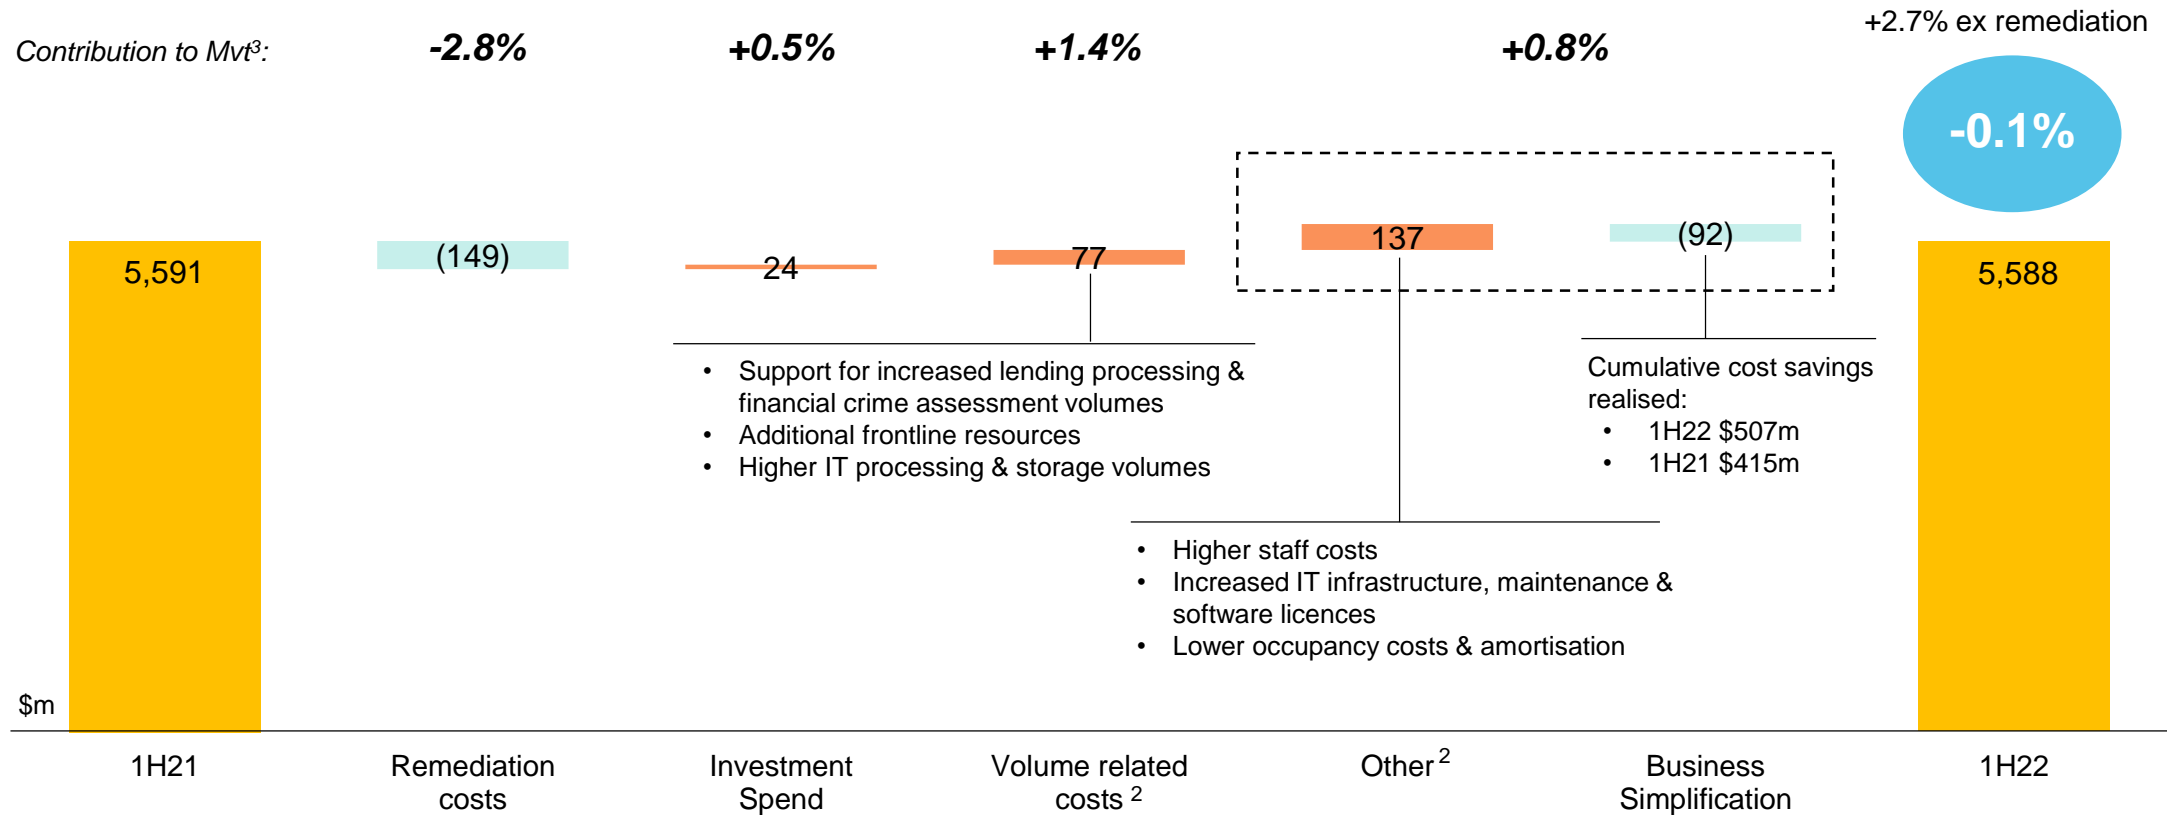 +2.7% ex remediation
Contribution to Mvt³:
-2.8%
+0.5%
+1.4%
+0.8%
-0.1%
5,591
(149)
24
77
137
(92)
5,588
• Support for increased lending processing &
financial crime assessment volumes
• Additional frontline resources
• Higher IT processing & storage volumes
Cumulative cost savings
realised:
• 1H22 $507m
• 1H21 $415m
• Higher staff costs
• Increased IT infrastructure, maintenance &
software licences
• Lower occupancy costs & amortisation
$m
1H21
Remediation
costs
Investment
Spend
Volume related
costs ²
Other ²
Business
Simplification
1H22